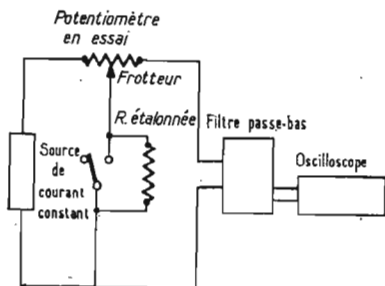 Potentiomètre
en essai
Frotteur
R. étalonnée
Filtre passe-bas
Source
de
courant
constant
Oscilloscope